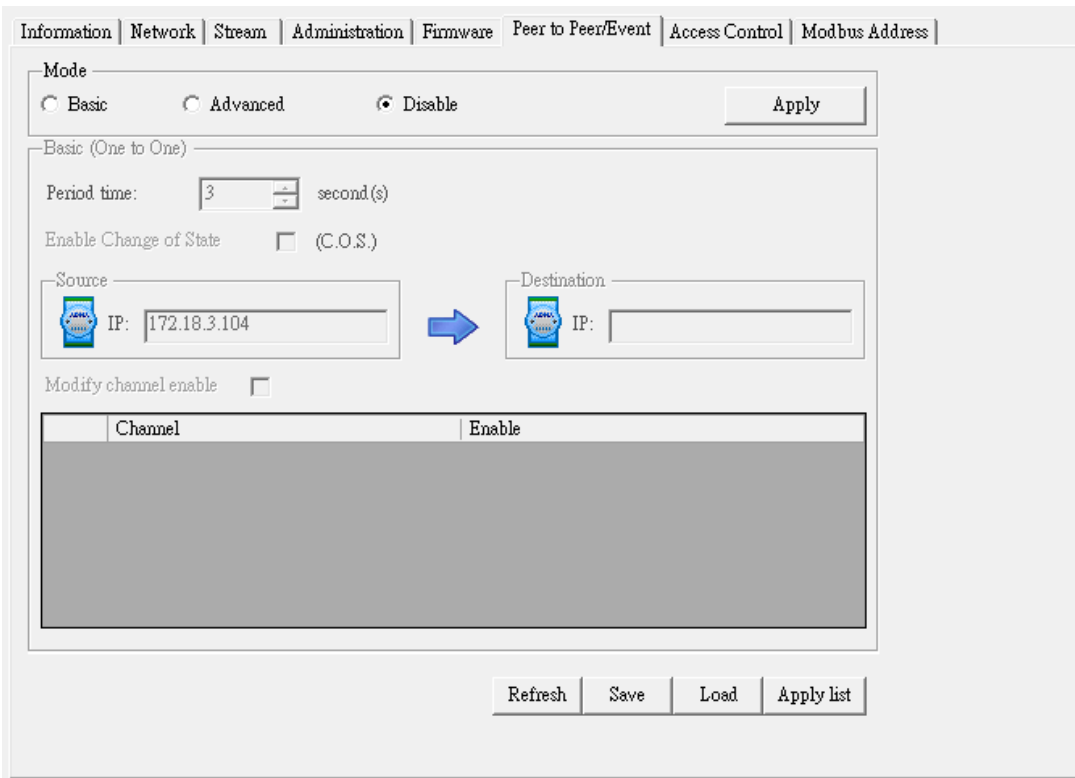 Information Network Stream Administration Firmware Peer to Peer/Event Access Control Modbus Address
Mode
Basic Advanced Disable Apply
Basic (One to One)
Period time: 3 second(s)
Enable Change of State (C.O.S.)
Source Destination
IP: 172.18.3.104 IP:
Modify channel enable
Channel Enable
Refresh Save Load Apply list